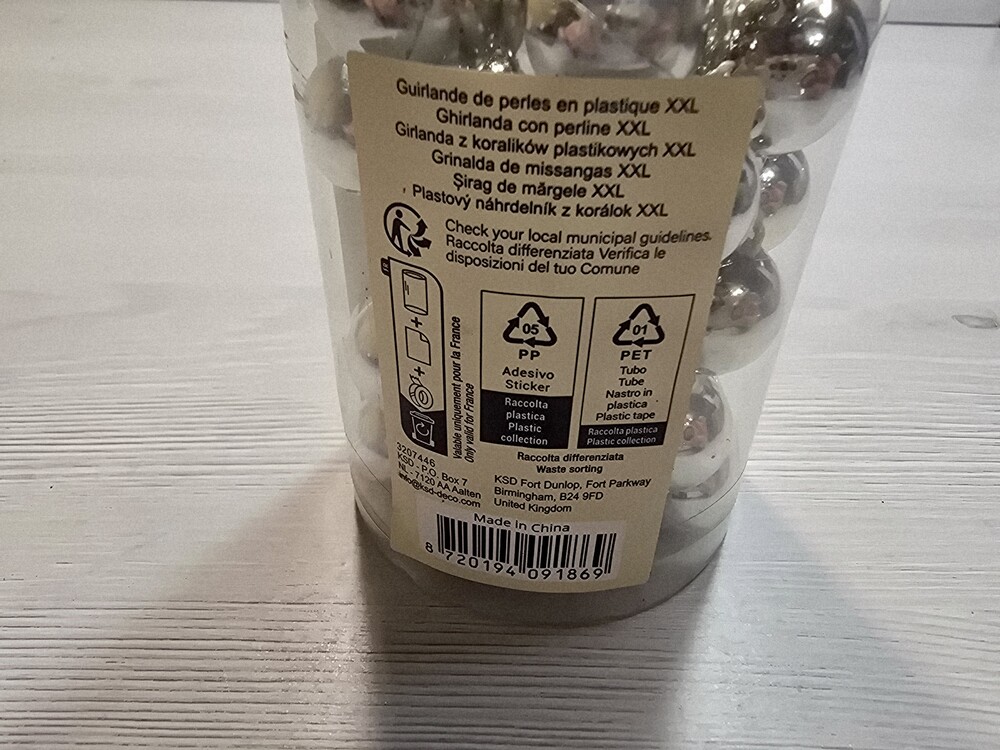 Guirlande de perles en plastique XXL
Ghirlanda con perline XXL
Girlanda z koralików plastikowych XXL
Grinalda de missangas XXL
Şirag de mărgele XXL
Plastový náhrdelník z korálok XXL
Check your local municipal guidelines.
Raccolta differenziata Verifica le
disposizioni del tuo Comune
FR
+
+
Valable uniquement pour la France
Only valid for France
05
PP
Adesivo
Sticker
Raccolta
plastica
Plastic
collection
01
PET
Tubo
Tube
Nastro in
plastica
Plastic tape
Raccolta plastica
Plastic collection
Raccolta differenziata
Waste sorting
3207446
KSD - P.O. Box 7
NL - 7120 AA Aalten
info@ksd-deco.com
KSD Fort Dunlop, Fort Parkway
Birmingham, B24 9FD
United Kingdom
Made in China
8 720194 091869